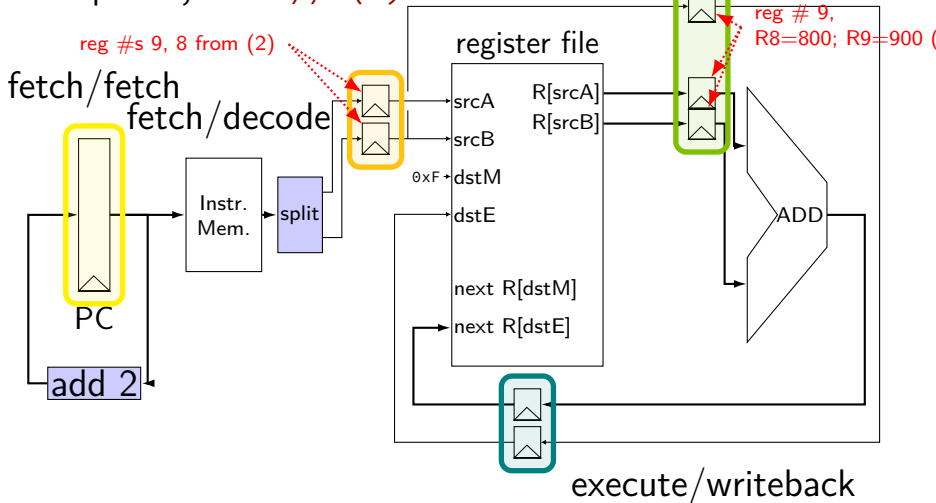 reg # 9,
R8=800; R9=900 (
reg #s 9, 8 from (2)
register file
fetch/fetch
fetch/decode
srcA
R[srcA]
srcB
R[srcB]
0xF
dstM
dstE
Instr.
Mem.
split
ADD
next R[dstM]
next R[dstE]
PC
add 2
execute/writeback